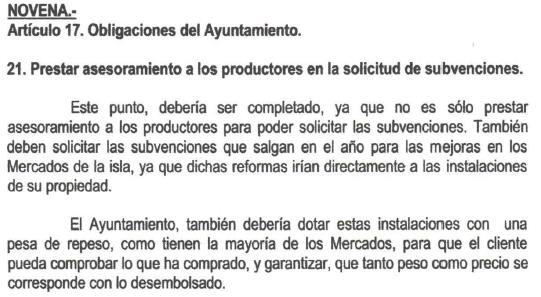 NOVENA.-
Artículo 17. Obligaciones del Ayuntamiento.
21. Prestar asesoramiento a los productores en la solicitud de subvenciones.
Este punto, debería ser completado, ya que no es sólo prestar
asesoramiento a los productores para poder solicitar las subvenciones. También
deben solicitar las subvenciones que salgan en el año para las mejoras en los
Mercados de la isla, ya que dichas reformas irían directamente a las instalaciones
de su propiedad.
El Ayuntamiento, también debería dotar estas instalaciones con una
pesa de repeso, como tienen la mayoría de los Mercados, para que el cliente
pueda comprobar lo que ha comprado, y garantizar, que tanto peso como precio se
corresponde con lo desembolsado.